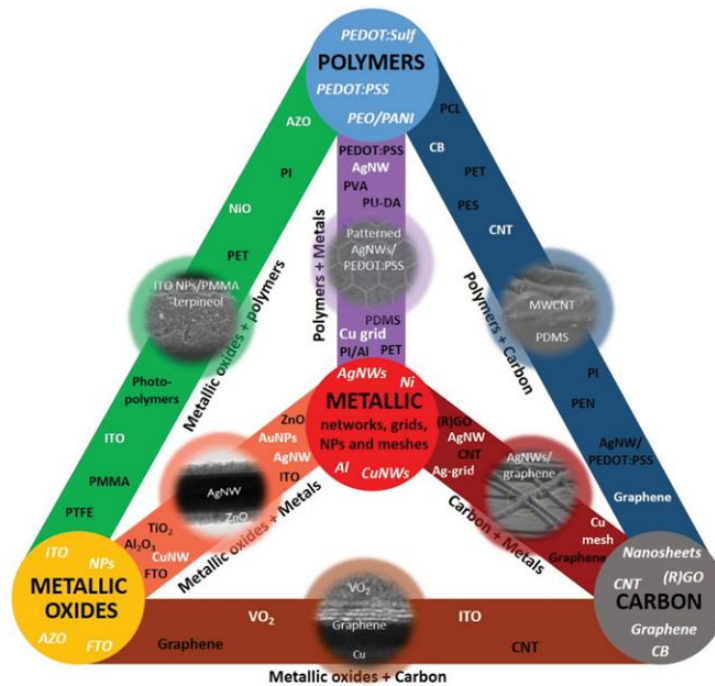 PEDOT:Sulf
POLYMERS
PEDOT:PSS
PEO/PANI
AZO
PI
NiO
PET
ITO NPs/PMMA
terpineol
Metallic oxides + polymers
Photo-
polymers
ITO
PMMA
PTFE
PEDOT:PSS
AgNW
PVA
PU-DA
Patterned
AgNWs/
PEDOT:PSS
Polymers + Metals
PDMS
Cu grid
PI/Al
PET
PCL
CB
PET
PES
CNT
Polymers + Carbon
MWCNT
PDMS
PI
PEN
AgNW/
PEDOT:PSS
Graphene
AgNWs
Ni
METALLIC
networks, grids,
NPs and meshes
Al
CuNWs
ZnO
AuNPs
AgNW
ITO
AgNW
ZnO
Metallic oxides + Metals
TiO₂
Al₂O₃
CuNW
FTO
(R)GO
AgNW
CNT
Ag-grid
AgNWs/
graphene
Carbon + Metals
Cu
mesh
Graphene
ITO
NPs
METALLIC
OXIDES
AZO
FTO
Nanosheets
CNT
(R)GO
CARBON
Graphene
CB
VO₂
Graphene
VO₂
Graphene
Cu
ITO
CNT
Metallic oxides + Carbon